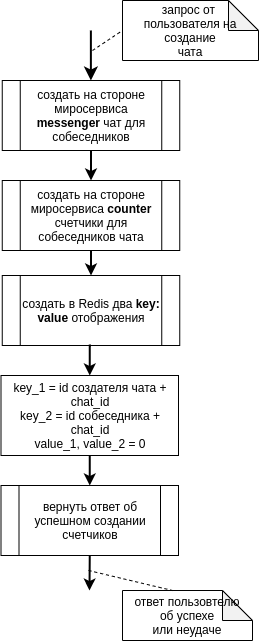 запрос от
пользователя на
создание
чата
создать на стороне
миросервиса
messenger чат для
собеседников
создать на стороне
миросервиса counter
счетчики для
собеседников чата
создать в Redis два key:
value отображения
key_1 = id создателя чата +
chat_id
key_2 = id собеседника +
chat_id
value_1, value_2 = 0
вернуть ответ об
успешном создании
счетчиков
ответ пользовтелю
об успехе
или неудаче